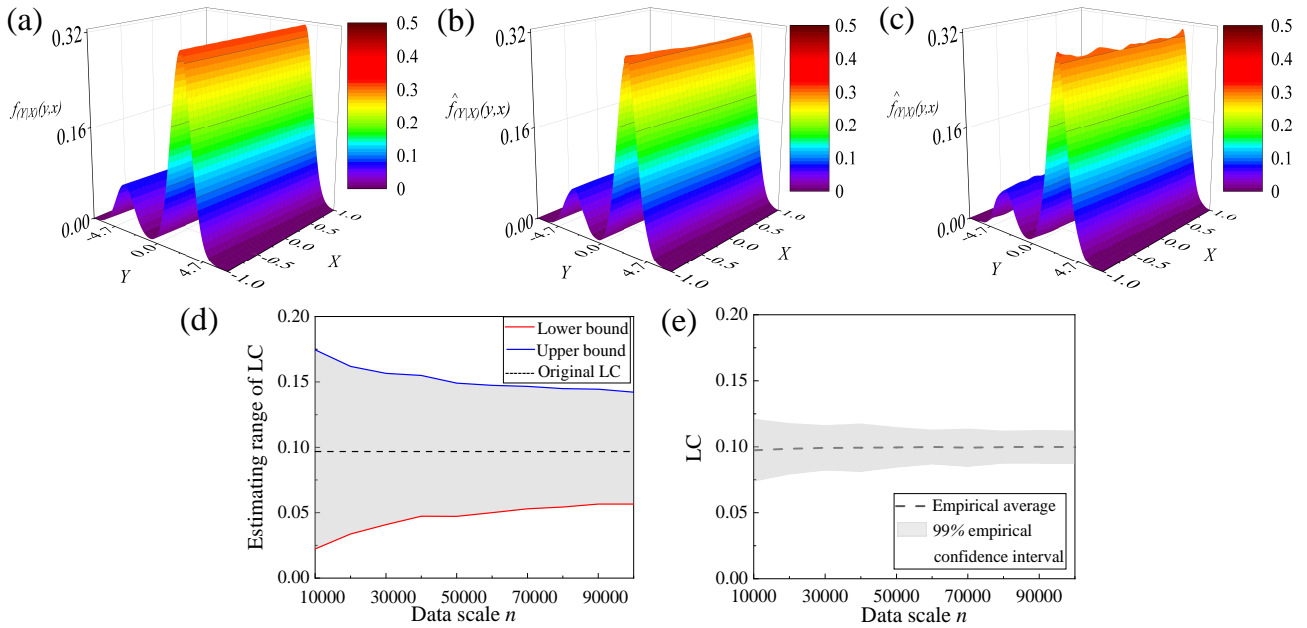 (a)
0.32
f(Y|X)(y,x)
0.16
0.00
-4.7
0.0
4.7
Y
-1.0
-0.5
0.0
0.5
1.0
X
0.5
0.4
0.3
0.2
0.1
0
(b)
0.32
f̂(Y|X)(y,x)
0.16
0.00
-4.7
0.0
4.7
Y
-1.0
-0.5
0.0
0.5
1.0
X
0.5
0.4
0.3
0.2
0.1
0
(c)
0.32
f̂(Y|X)(y,x)
0.16
0.00
-4.7
0.0
4.7
Y
-1.0
-0.5
0.0
0.5
1.0
X
0.5
0.4
0.3
0.2
0.1
0
(d)
Estimating range of LC
0.20
0.15
0.10
0.05
0.00
Lower bound
Upper bound
Original LC
10000 30000 50000 70000 90000
Data scale n
(e)
LC
0.20
0.15
0.10
0.05
0.00
Empirical average
99% empirical
confidence interval
10000 30000 50000 70000 90000
Data scale n